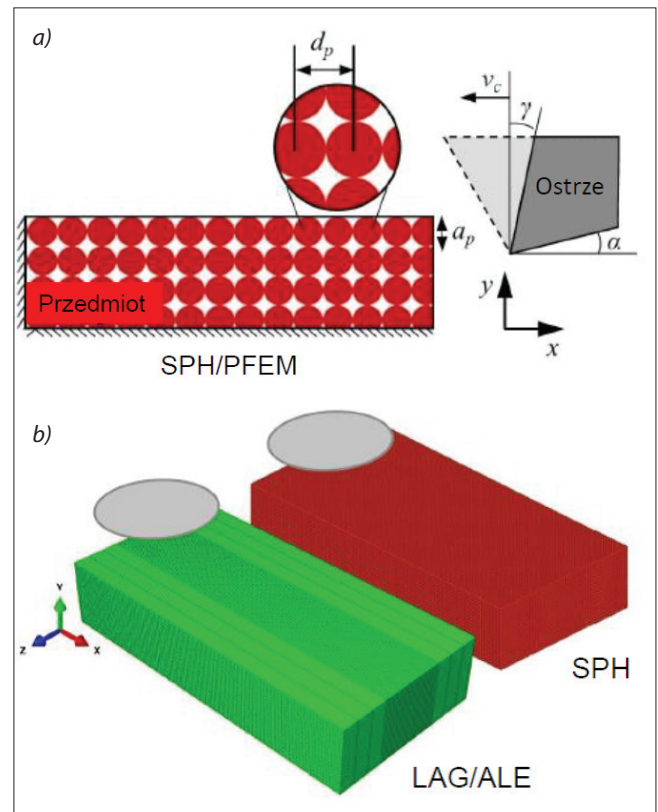 a)
d_p
v_c
γ
Ostrze
a_p
α
Przedmiot
y
x
SPH/PFEM
b)
Y
Z
X
SPH
LAG/ALE